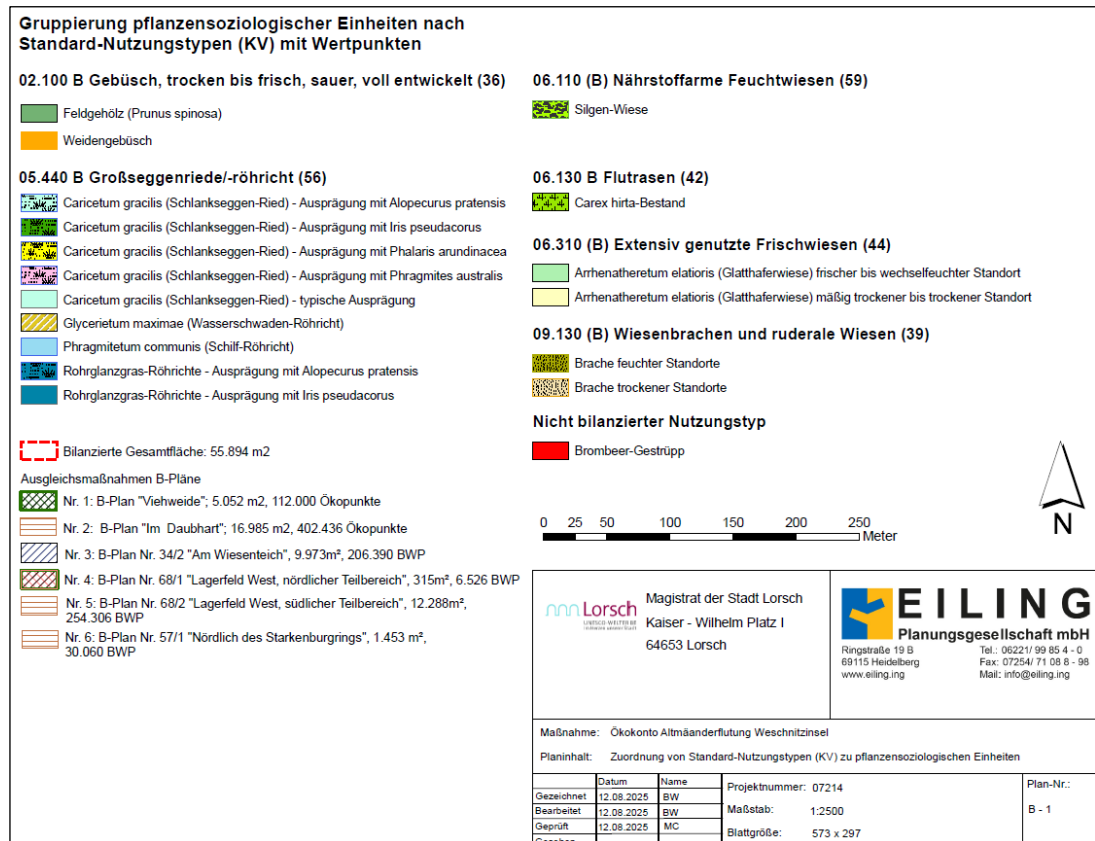 Gruppierung pflanzensoziologischer Einheiten nach
Standard-Nutzungstypen (KV) mit Wertpunkten
02.100 B Gebüsch, trocken bis frisch, sauer, voll entwickelt (36)
Feldgehölz (Prunus spinosa)
Weidengebüsch
05.440 B Großseggenriede/-röhricht (56)
Caricetum gracilis (Schlankseggen-Ried) - Ausprägung mit Alopecurus pratensis
Caricetum gracilis (Schlankseggen-Ried) - Ausprägung mit Iris pseudacorus
Caricetum gracilis (Schlankseggen-Ried) - Ausprägung mit Phalaris arundinacea
Caricetum gracilis (Schlankseggen-Ried) - Ausprägung mit Phragmites australis
Caricetum gracilis (Schlankseggen-Ried) - typische Ausprägung
Glycerietum maximae (Wasserschwaden-Röhricht)
Phragmitetum communis (Schilf-Röhricht)
Rohrglanzgras-Röhrichte - Ausprägung mit Alopecurus pratensis
Rohrglanzgras-Röhrichte - Ausprägung mit Iris pseudacorus
Bilanzierte Gesamtfläche: 55.894 m2
Ausgleichsmaßnahmen B-Pläne
Nr. 1: B-Plan "Viehweide"; 5.052 m2, 112.000 Ökopunkte
Nr. 2: B-Plan "Im Daubhart"; 16.985 m2, 402.436 Ökopunkte
Nr. 3: B-Plan Nr. 34/2 "Am Wiesenteich", 9.973m², 206.390 BWP
Nr. 4: B-Plan Nr. 68/1 "Lagerfeld West, nördlicher Teilbereich", 315m², 6.526 BWP
Nr. 5: B-Plan Nr. 68/2 "Lagerfeld West, südlicher Teilbereich", 12.288m²,
254.306 BWP
Nr. 6: B-Plan Nr. 57/1 "Nördlich des Starkenburgrings", 1.453 m²,
30.060 BWP
06.110 (B) Nährstoffarme Feuchtwiesen (59)
Silgen-Wiese
06.130 B Flutrasen (42)
Carex hirta-Bestand
06.310 (B) Extensiv genutzte Frischwiesen (44)
Arrhenatheretum elatioris (Glatthaferwiese) frischer bis wechselfeuchter Standort
Arrhenatheretum elatioris (Glatthaferwiese) mäßig trockener bis trockener Standort
09.130 (B) Wiesenbrachen und ruderale Wiesen (39)
Brache feuchter Standorte
Brache trockener Standorte
Nicht bilanzierter Nutzungstyp
Brombeer-Gestrüpp
N
0 25 50 100 150 200 250
Meter
Lorsch
Magistrat der Stadt Lorsch
Kaiser - Wilhelm Platz I
64653 Lorsch
EILING
Planungsgesellschaft mbH
Ringstraße 19 B
69115 Heidelberg
www.eiling.ing
Tel.: 06221/ 99 85 4 - 0
Fax: 07254/ 71 08 8 - 98
Mail: info@eiling.ing
Maßnahme: Ökokonto Altmäanderflutung Weschnitzinsel
Planinhalt: Zuordnung von Standard-Nutzungstypen (KV) zu pflanzensoziologischen Einheiten
Datum Name
Gezeichnet 12.08.2025 BW
Bearbeitet 12.08.2025 BW
Geprüft 12.08.2025 MC
Projektnummer: 07214
Maßstab: 1:2500
Blattgröße: 573 x 297
Plan-Nr.:
B - 1